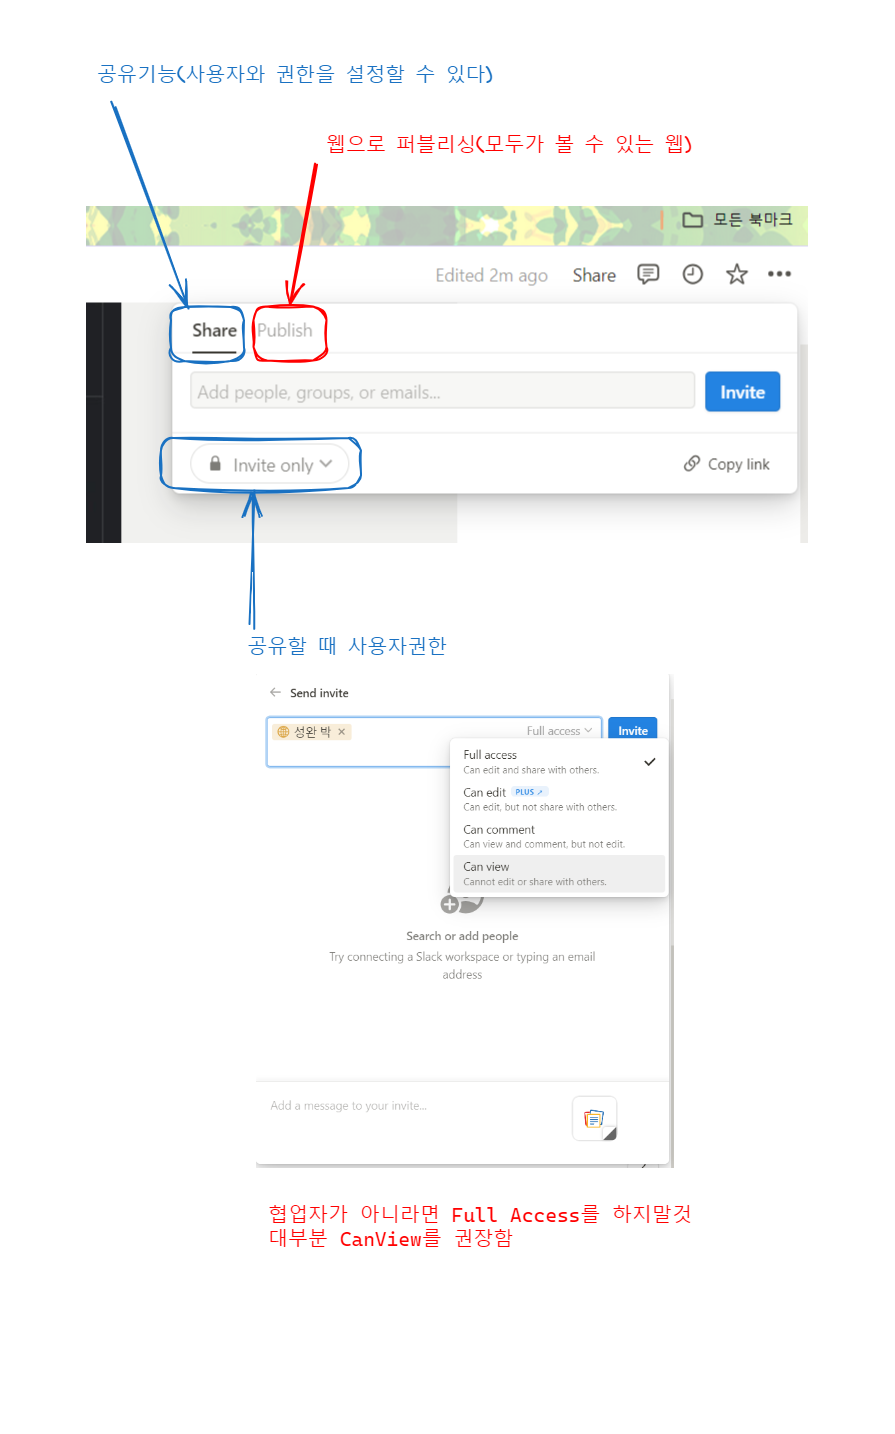 공유기능(사용자와 권한을 설정할 수 있다)
웹으로 퍼블리싱(모두가 볼 수 있는 웹)
모든 북마크
Edited 2m ago Share
Share Publish
Add people, groups, or emails... Invite
Invite only Copy link
공유할 때 사용자권한
Send invite
성완 박 × Full access Invite
Full access
Can edit and share with others.
Can edit PLUS ↗
Can edit, but not share with others.
Can comment
Can view and comment, but not edit.
Can view
Cannot edit or share with others.
Search or add people
Try connecting a Slack workspace or typing an email
address
Add a message to your invite...
협업자가 아니라면 Full Access를 하지말것
대부분 CanView를 권장함